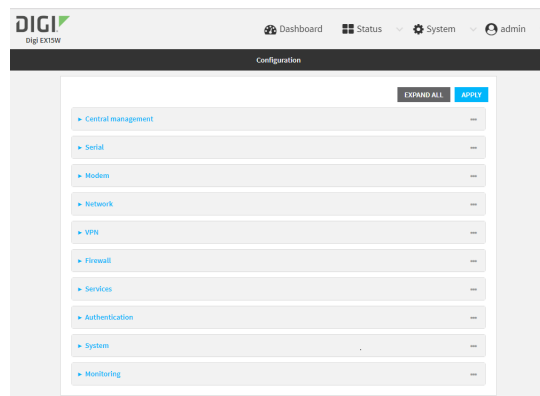 DIGI
Digi EX15W
Dashboard Status System admin
Configuration
EXPAND ALL APPLY
Central management
Serial
Modem
Network
VPN
Firewall
Services
Authentication
System
Monitoring